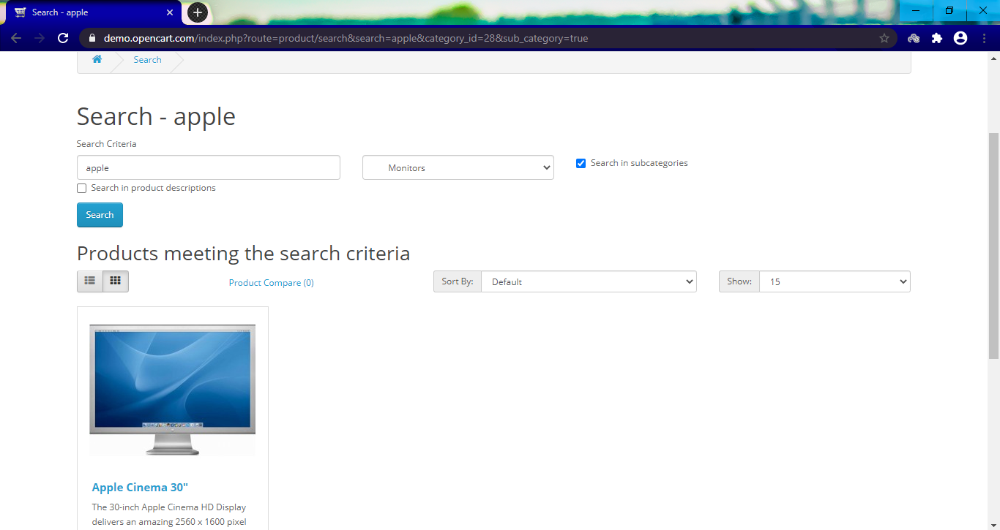 Search - apple
demo.opencart.com/index.php?route=product/search&search=apple&category_id=28&sub_category=true
Search
Search - apple
Search Criteria
apple
Monitors
Search in subcategories
Search in product descriptions
Search
Products meeting the search criteria
Product Compare (0)
Sort By:
Default
Show:
15
Apple Cinema 30"
The 30-inch Apple Cinema HD Display
delivers an amazing 2560 x 1600 pixel